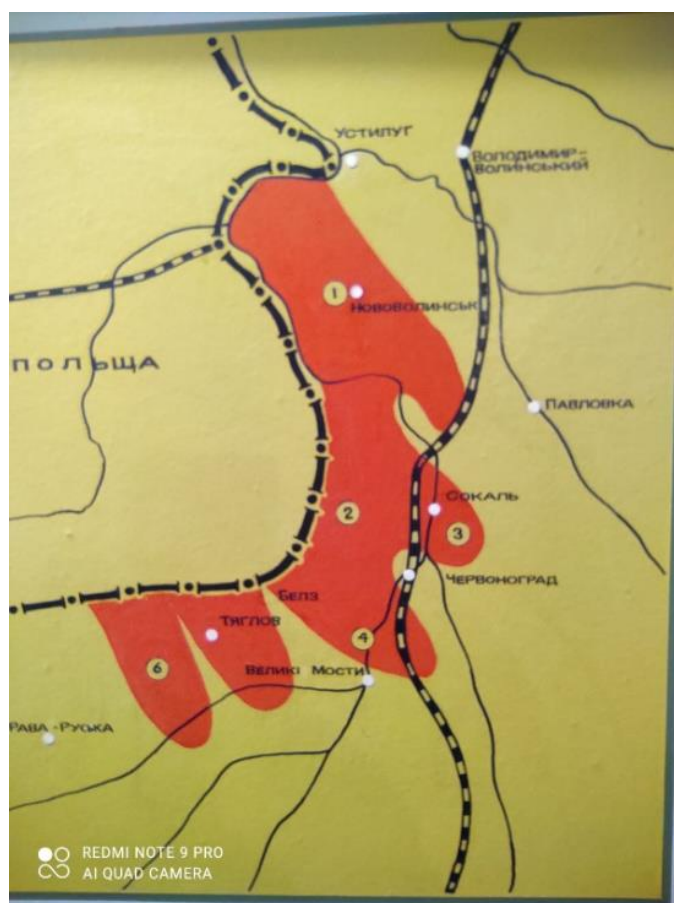 УСТИЛУГ
ВОЛОДИМИР-
ВОЛИНСЬКИЙ
1
НОВОВОЛИНСЬК
ПОЛЬЩА
ПАВЛОВКА
2
СОКАЛЬ
3
ЧЕРВОНОГРАД
БЕЛЗ
ТЯГЛОВ
4
6
ВЕЛИКІ МОСТИ
РАВА-РУСЬКА
REDMI NOTE 9 PRO
AI QUAD CAMERA